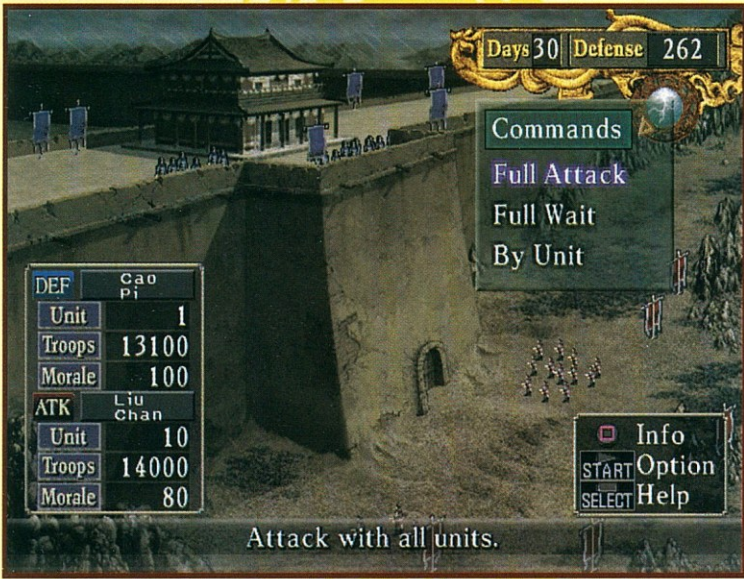 Days 30 Defense 262
Commands
Full Attack
Full Wait
By Unit
DEF Cao Pi
Unit 1
Troops 13100
Morale 100
ATK Liu Chan
Unit 10
Troops 14000
Morale 80
Info
START Option
SELECT Help
Attack with all units.